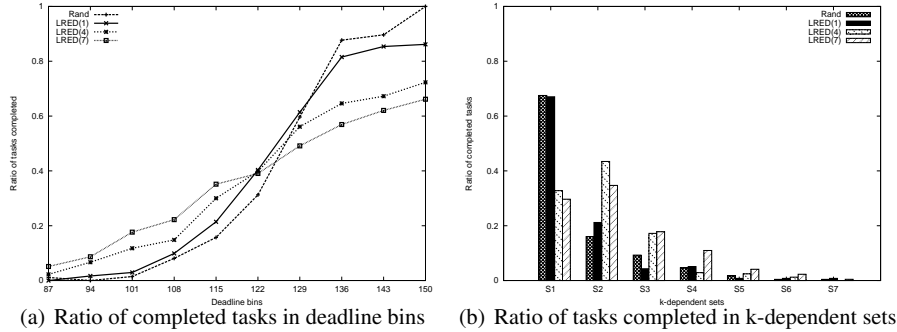 Ratio of tasks completed
1
0.8
0.6
0.4
0.2
0
Rand
LRED(1)
LRED(4)
LRED(7)
87 94 101 108 115 122 129 136 143 150
Deadline bins
(a) Ratio of completed tasks in deadline bins
Ratio of completed tasks
1
0.8
0.6
0.4
0.2
0
Rand
LRED(1)
LRED(4)
LRED(7)
S1 S2 S3 S4 S5 S6 S7
k-dependent sets
(b) Ratio of tasks completed in k-dependent sets